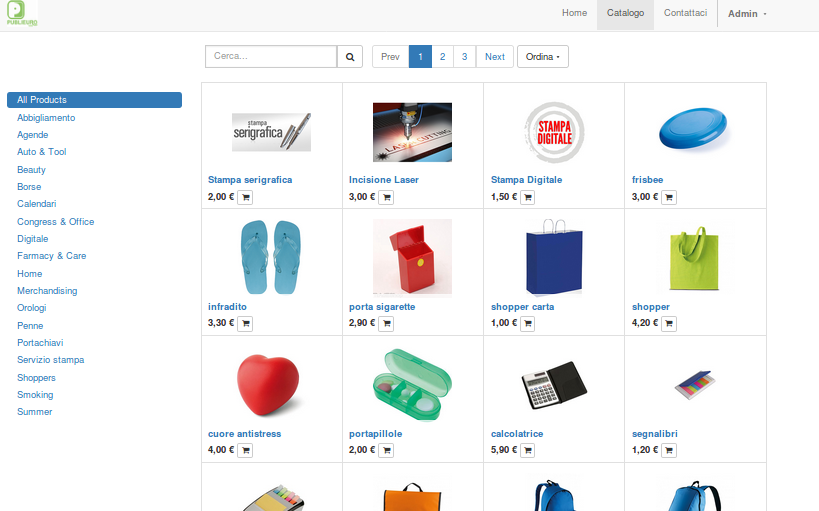 PUBLIEURO
Home Catalogo Contattaci Admin
Cerca... Prev 1 2 3 Next Ordina
All Products
Abbigliamento
Agende
Auto & Tool
Beauty
Borse
Calendari
Congress & Office
Digitale
Farmacy & Care
Home
Merchandising
Orologi
Penne
Portachiavi
Servizio stampa
Shoppers
Smoking
Summer
stampa
serigrafica
LASER CUTTING
STAMPA
DIGITALE
Stampa serigrafica Incisione Laser Stampa Digitale frisbee
2,00 € 3,00 € 1,50 € 3,00 €
infradito porta sigarette shopper carta shopper
3,30 € 2,90 € 1,00 € 4,20 €
cuore antistress portapillole calcolatrice segnalibri
4,00 € 2,00 € 5,90 € 1,20 €